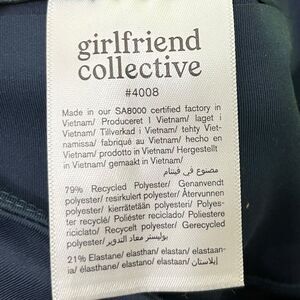 girlfriend
collective
#4008
Made in our SA8000 certified factory in
Vietnam/ Produceret I Vietnam/ laget i
Vietnam/ Tillverkad i Vietnam/ tehty Viet-
namissa/ fabriqué au Vietnam/ hecho en
Vietnam/ prodotto in Vietnam/ Hergestellt
in Vietnam/ gemaakt in Vietnam/
مصنوع في فيتنام
79% Recycled Polyester/ Genanvendt
polyester/ resirkulert polyester/ Återvunnen
polyester/ kierrätetään polyesteri/ Polyes-
ter recyclé/ Poliéster reciclado/ Poliestere
riciclato/ Recycelt Polyester/ Gerecycled
polyester/ بوليستر معاد التدوير
21% Elastane/ elasthan/ elastan/ elastaan-
ia/ élasthane/ elastano/ elastaan/ إيلاستان/